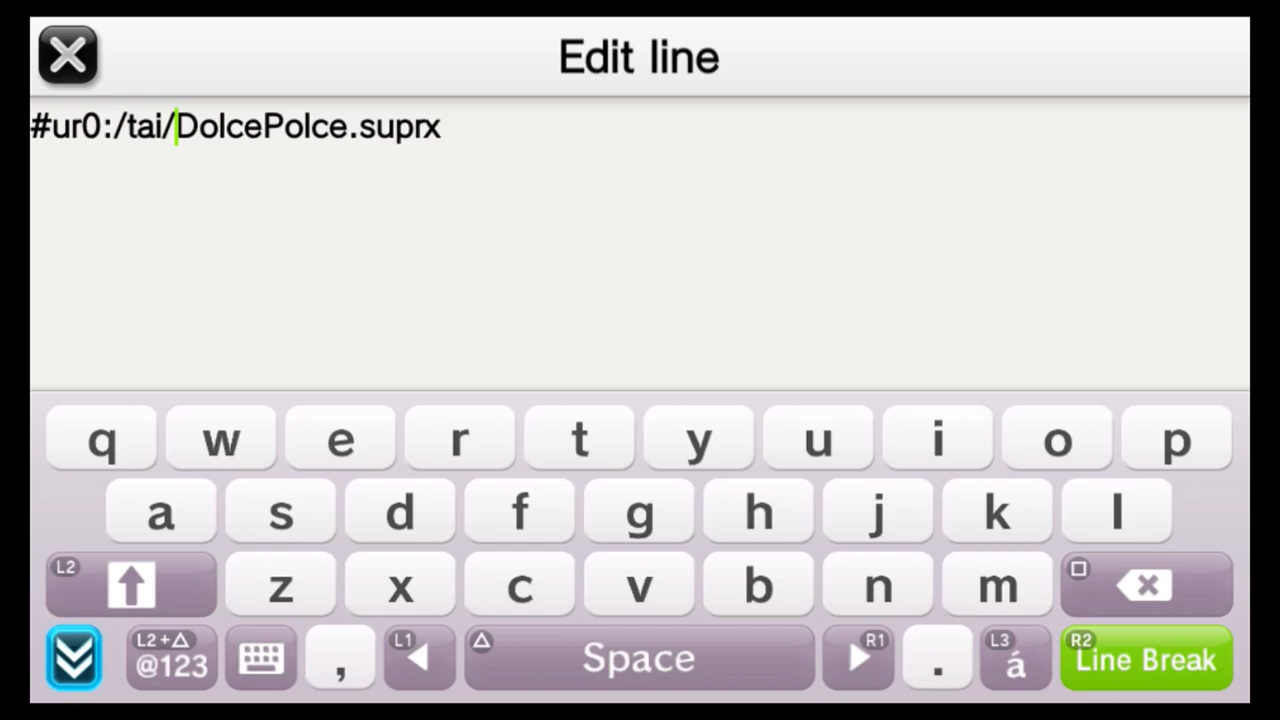 Edit line
#ur0:/tai/DolcePolce.suprx
q w e r t y u i o p
a s d f g h j k l
L2 z x c v b n m
L2+△ @123 , L1 △ Space R1 . L3 á R2 Line Break